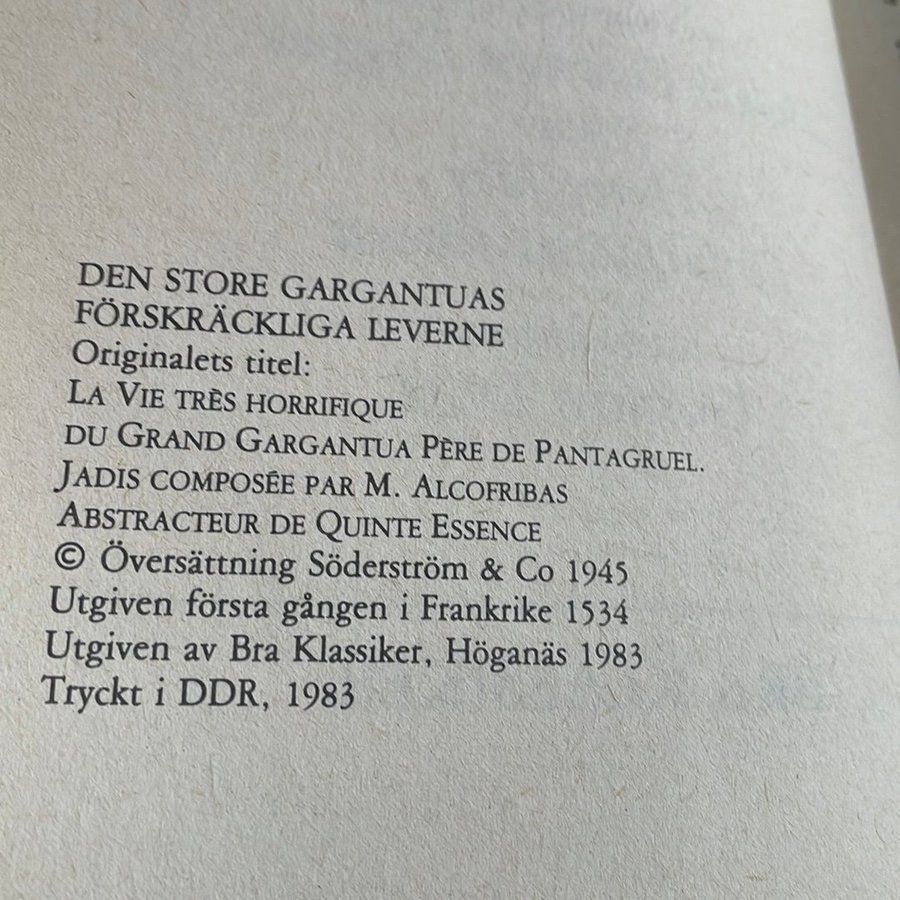 DEN STORE GARGANTUAS
FÖRSKRÄCKLIGA LEVERNE
Originalets titel:
LA VIE TRÈS HORRIFIQUE
DU GRAND GARGANTUA PÈRE DE PANTAGRUEL.
JADIS COMPOSÉE PAR M. ALCOFRIBAS
ABSTRACTEUR DE QUINTE ESSENCE
© Översättning Söderström & Co 1945
Utgiven första gången i Frankrike 1534
Utgiven av Bra Klassiker, Höganäs 1983
Tryckt i DDR, 1983